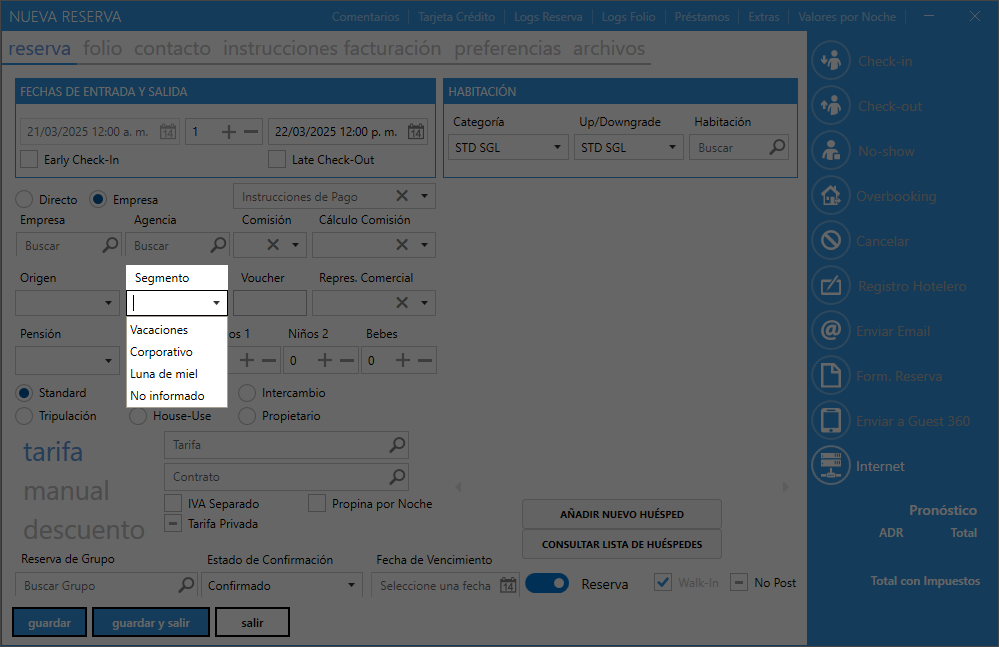 NUEVA RESERVA
Comentarios Tarjeta Crédito Logs Reserva Logs Folio Préstamos Extras Valores por Noche
reserva folio contacto instrucciones facturación preferencias archivos
FECHAS DE ENTRADA Y SALIDA
21/03/2025 12:00 a. m. 14 1 22/03/2025 12:00 p. m. 14
Early Check-In Late Check-Out
HABITACIÓN
Categoría Up/Downgrade Habitación
STD SGL STD SGL Buscar
Directo Empresa Instrucciones de Pago
Empresa Agencia Comisión Cálculo Comisión
Buscar Buscar
Origen Segmento Voucher Repres. Comercial
Vacaciones
Corporativo
Luna de miel
No informado
Pensión os 1 Niños 2 Bebes
0 0
Standard Intercambio
Tripulación House-Use Propietario
tarifa
manual
descuento
Tarifa
Contrato
IVA Separado Propina por Noche
Tarifa Privada
AÑADIR NUEVO HUÉSPED
CONSULTAR LISTA DE HUÉSPEDES
Reserva de Grupo Estado de Confirmación Fecha de Vencimiento
Buscar Grupo Confirmado Seleccione una fecha 14 Reserva Walk-In No Post
guardar guardar y salir salir
Check-in
Check-out
No-show
Overbooking
Cancelar
Registro Hotelero
@ Enviar Email
Form. Reserva
Enviar a Guest 360
Internet
Pronóstico
ADR Total
Total con Impuestos